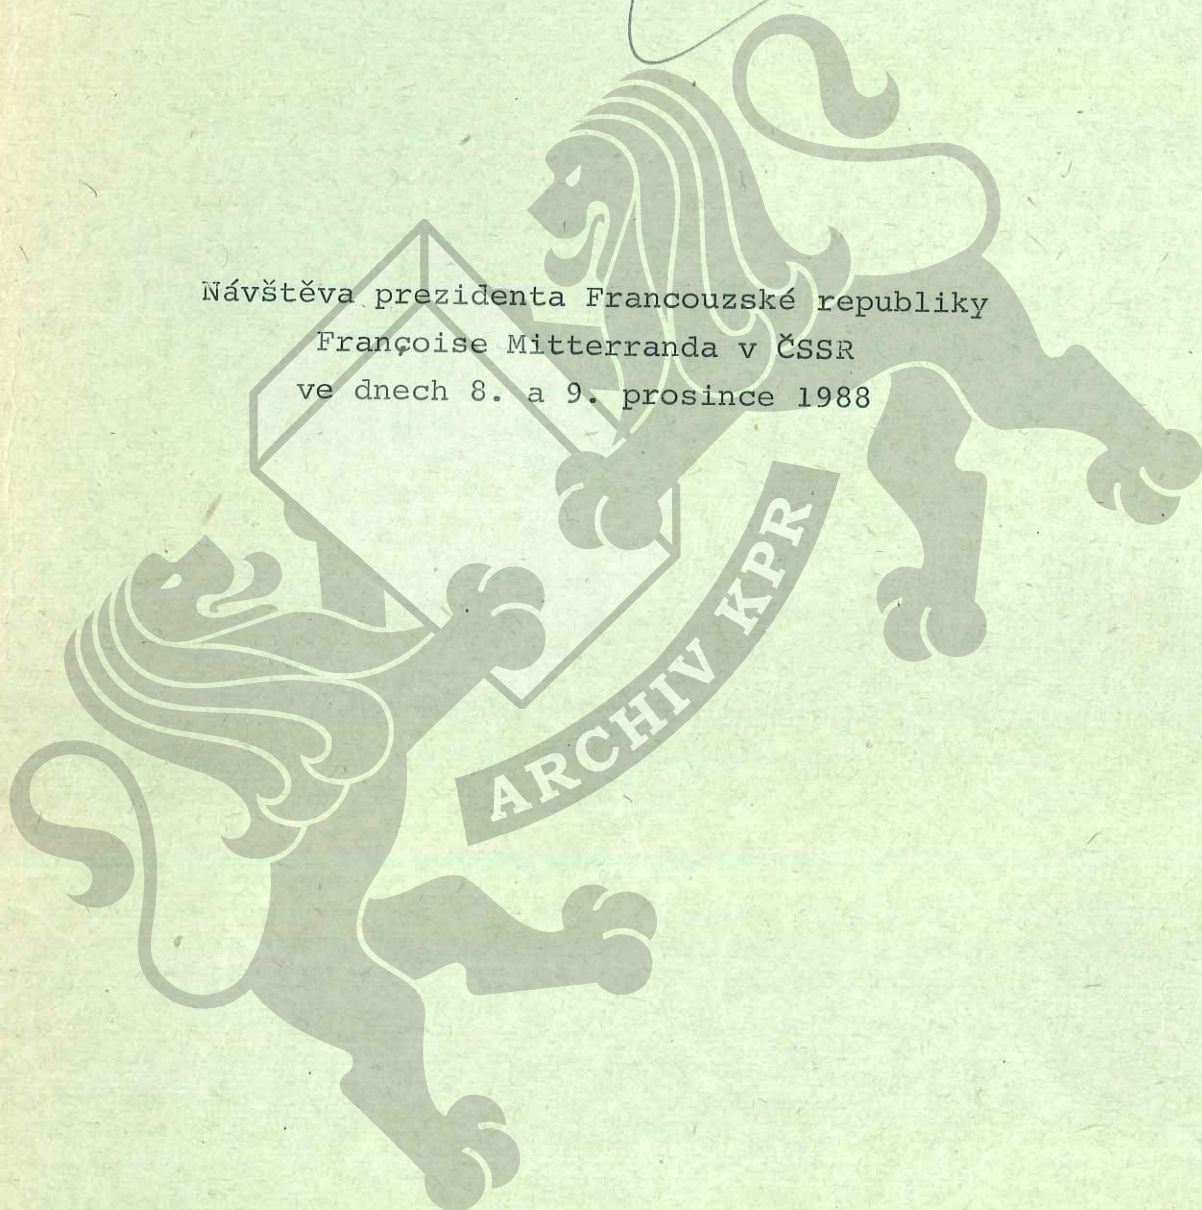 Návštěva prezidenta Francouzské republiky
Françoise Mitterranda v ČSSR
ve dnech 8. a 9. prosince 1988
ARCHIV KPR